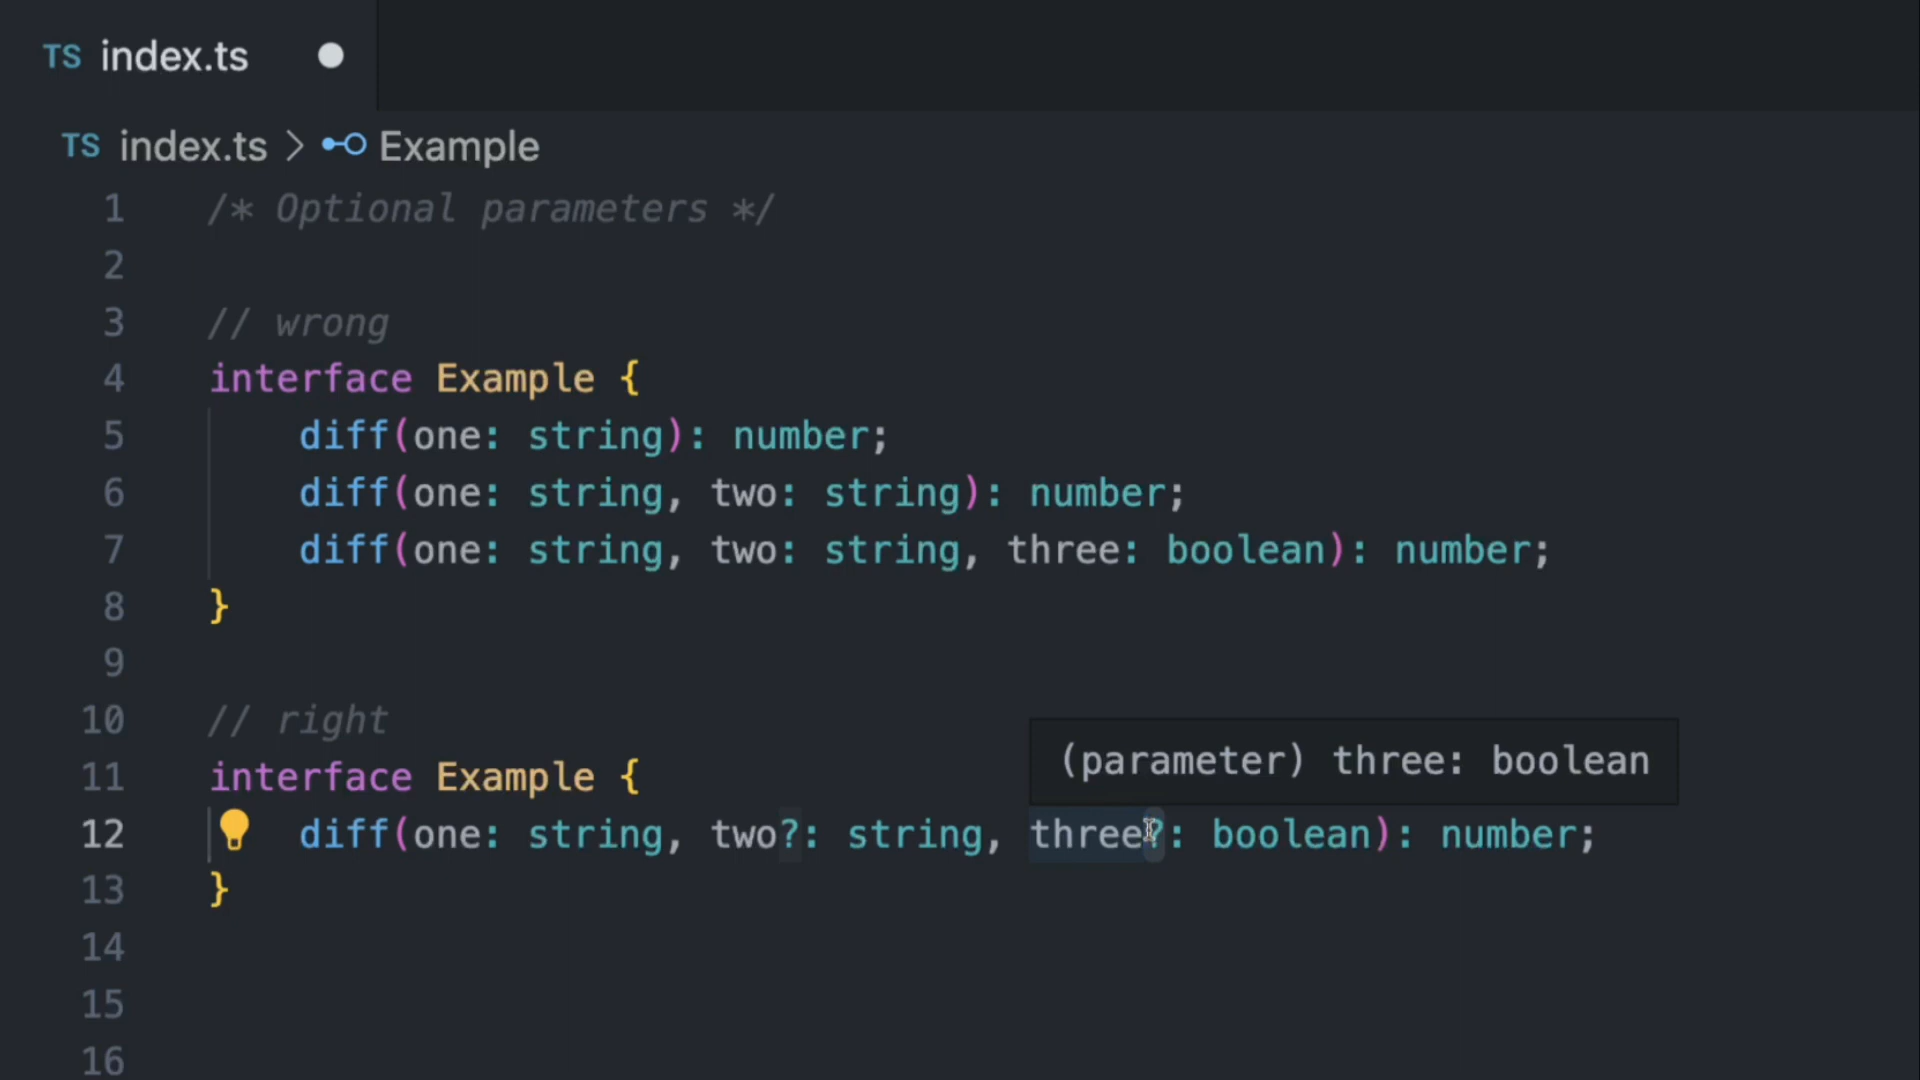 TS index.ts
TS index.ts > Example
1 /* Optional parameters */
2
3 // wrong
4 interface Example {
5 diff(one: string): number;
6 diff(one: string, two: string): number;
7 diff(one: string, two: string, three: boolean): number;
8 }
9
10 // right
(parameter) three: boolean
11 interface Example {
12 diff(one: string, two?: string, three?: boolean): number;
13 }
14
15
16